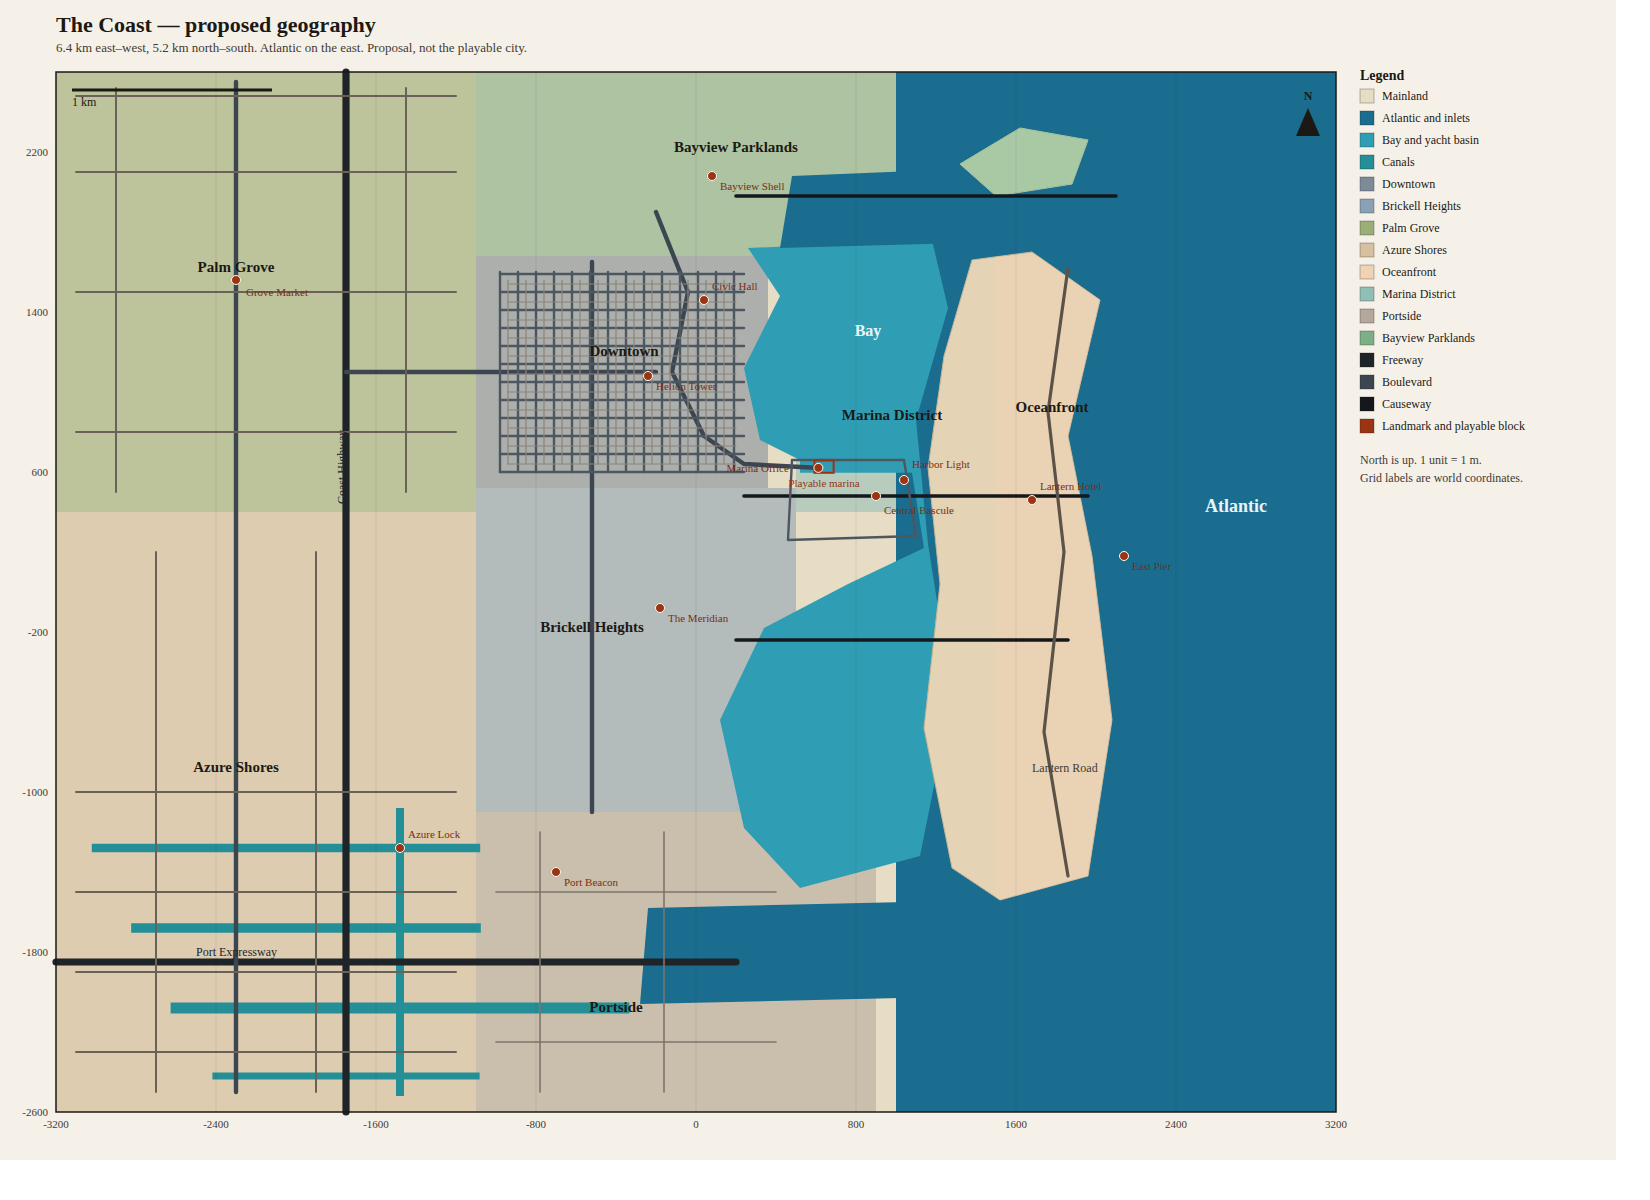 The Coast — proposed geography
6.4 km east–west, 5.2 km north–south. Atlantic on the east. Proposal, not the playable city.
Legend
Mainland
Atlantic and inlets
Bay and yacht basin
Canals
Downtown
Brickell Heights
Palm Grove
Azure Shores
Oceanfront
Marina District
Portside
Bayview Parklands
Freeway
Boulevard
Causeway
Landmark and playable block
North is up. 1 unit = 1 m.
Grid labels are world coordinates.
1 km
N
Bayview Parklands
Bayview Shell
Palm Grove
Grove Market
Civic Hall
Bay
Downtown
Helion Tower
Marina District
Oceanfront
Coast Highway
Marina Office
Harbor Light
Playable marina
Lantern Hotel
Central Bascule
Atlantic
East Pier
The Meridian
Brickell Heights
Azure Shores
Lantern Road
Azure Lock
Port Beacon
Port Expressway
Portside
2200
1400
600
-200
-1000
-1800
-2600
-3200
-2400
-1600
-800
0
800
1600
2400
3200